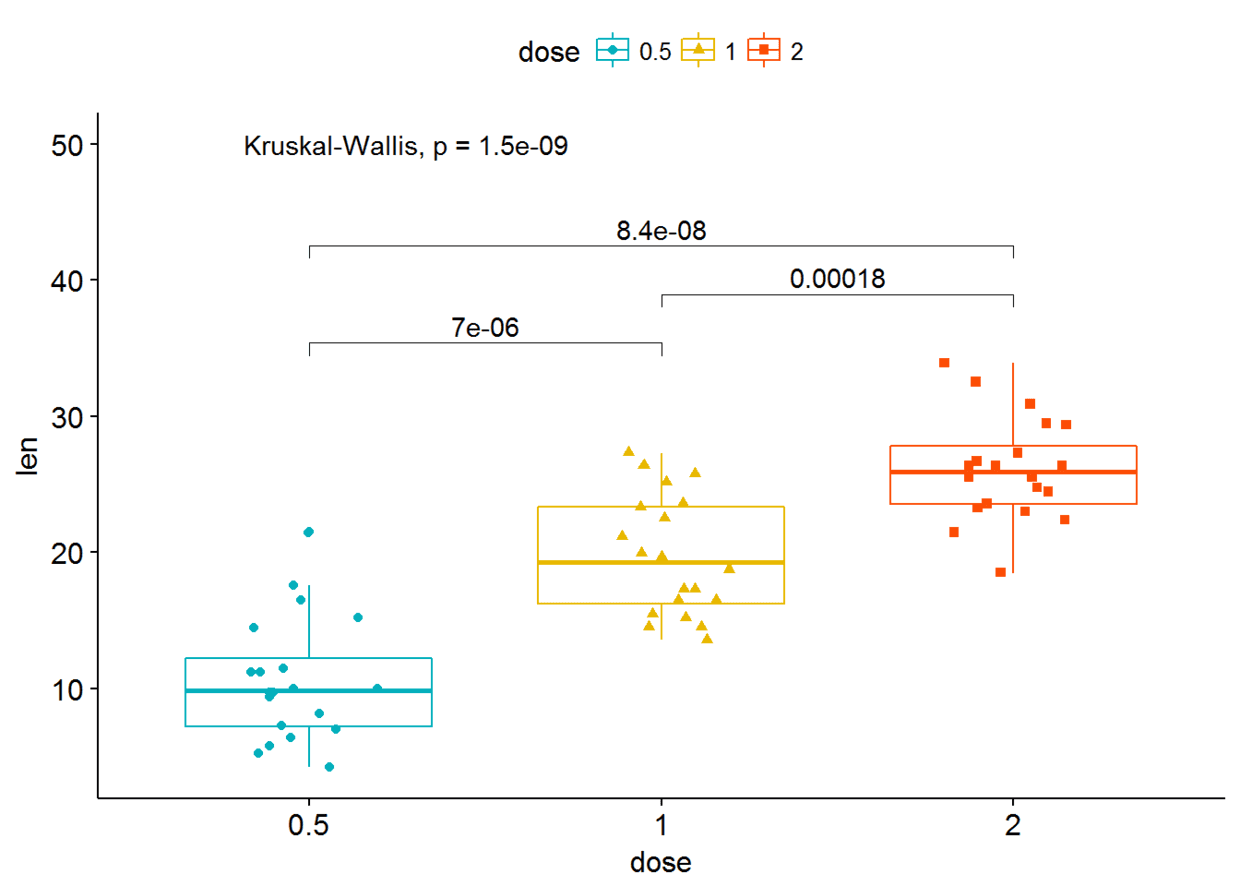 dose 0.5 1 2
50
Kruskal-Wallis, p = 1.5e-09
8.4e-08
40
0.00018
7e-06
30
len
20
10
0.5 1 2
dose